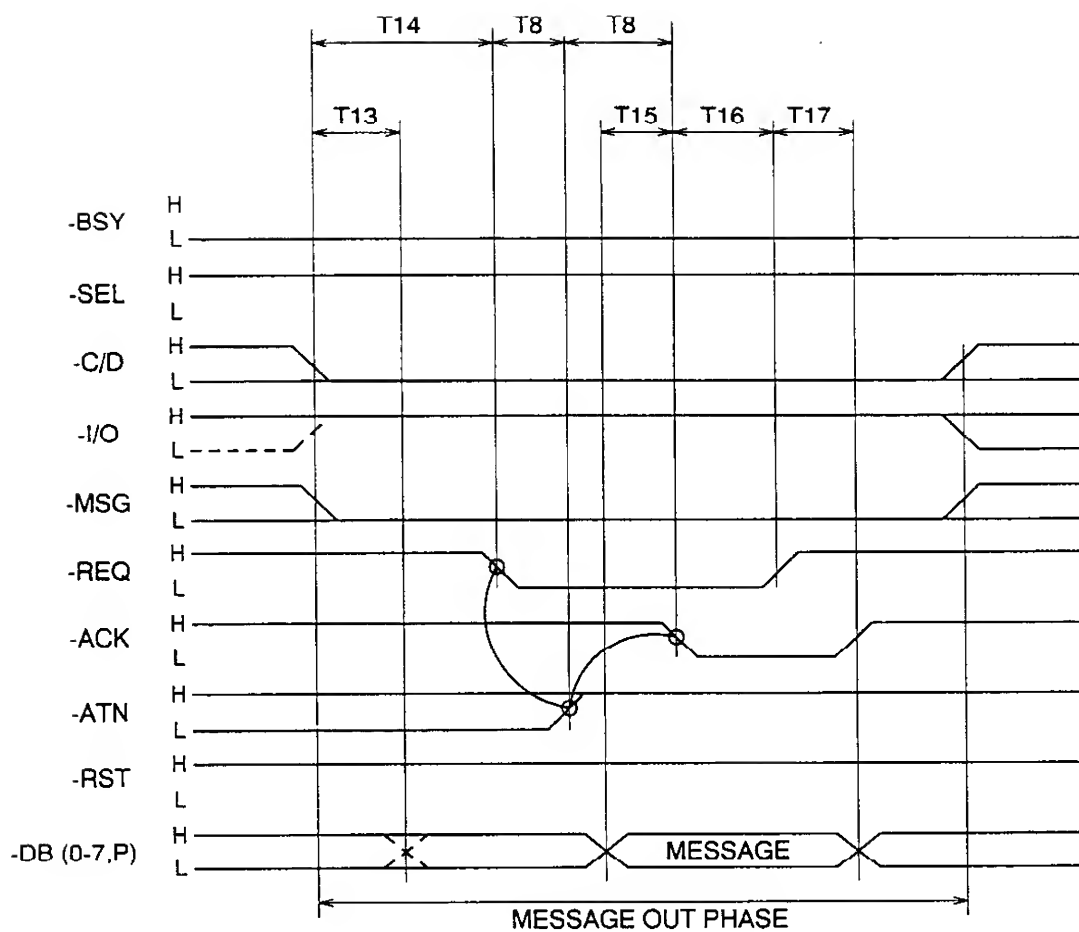 T14 T8 T8
T13 T15 T16 T17
H
-BSY
L
H
-SEL
L
H
-C/D
L
H
-I/O
L
H
-MSG
L
H
-REQ
L
H
-ACK
L
H
-ATN
L
H
-RST
L
H
-DB (0-7,P) MESSAGE
L
MESSAGE OUT PHASE